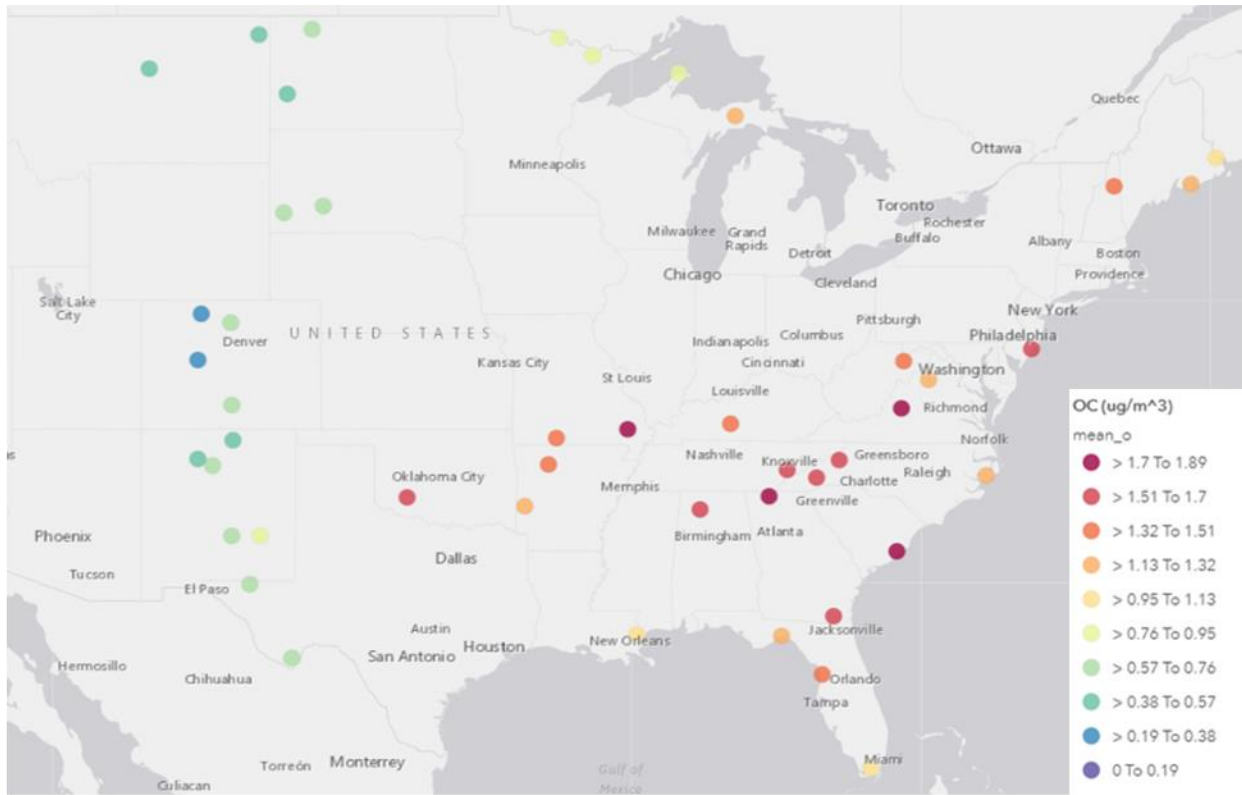 Quebec
Ottawa
Minneapolis
Toronto
Rochester
Buffalo
Milwaukee
Grand
Rapids
Detroit
Albany
Boston
Providence
Chicago
Cleveland
Salt Lake
City
New York
Philadelphia
Pittsburgh
Columbus
Indianapolis
UNITED STATES
Denver
Kansas City
Cincinnati
Washington
St Louis
Louisville
Richmond
Norfolk
Nashville
Knoxville
Greensboro
Raleigh
Charlotte
Oklahoma City
Memphis
Greenville
Birmingham
Atlanta
Phoenix
Dallas
Tucson
El Paso
Austin
Houston
New Orleans
Jacksonville
San Antonio
Hermosillo
Chihuahua
Orlando
Tampa
Miami
Torreón
Monterrey
Gulf of
Mexico
Culiacan
OC (ug/m^3)
mean_o
> 1.7 To 1.89
> 1.51 To 1.7
> 1.32 To 1.51
> 1.13 To 1.32
> 0.95 To 1.13
> 0.76 To 0.95
> 0.57 To 0.76
> 0.38 To 0.57
> 0.19 To 0.38
0 To 0.19